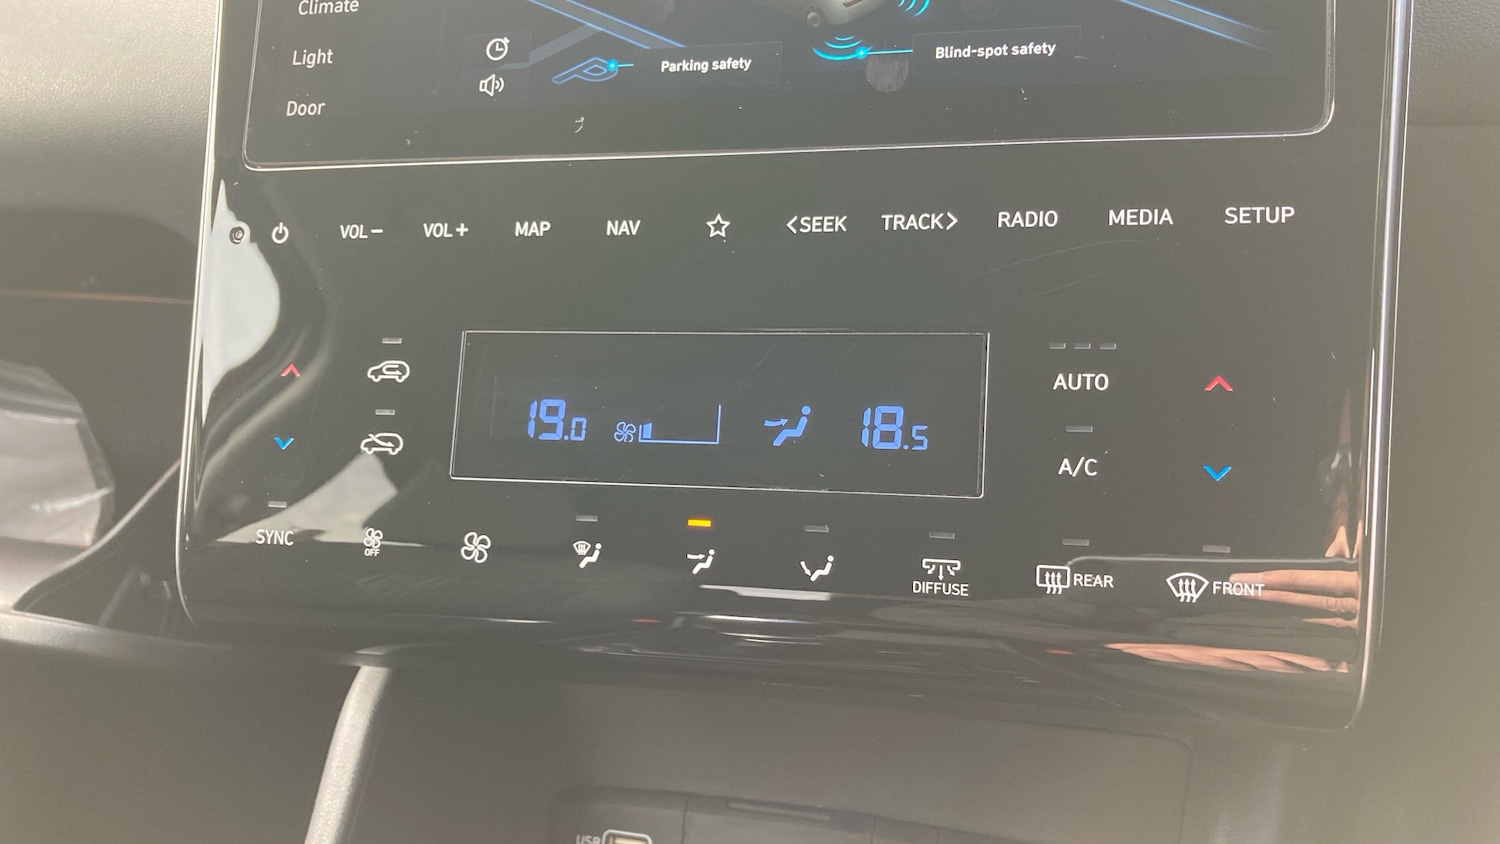 Climate
Light
Parking safety
Blind-spot safety
Door
VOL− VOL+ MAP NAV <SEEK TRACK> RADIO MEDIA SETUP
AUTO
19.0 18.5
A/C
SYNC
OFF
DIFFUSE
REAR
FRONT
USB